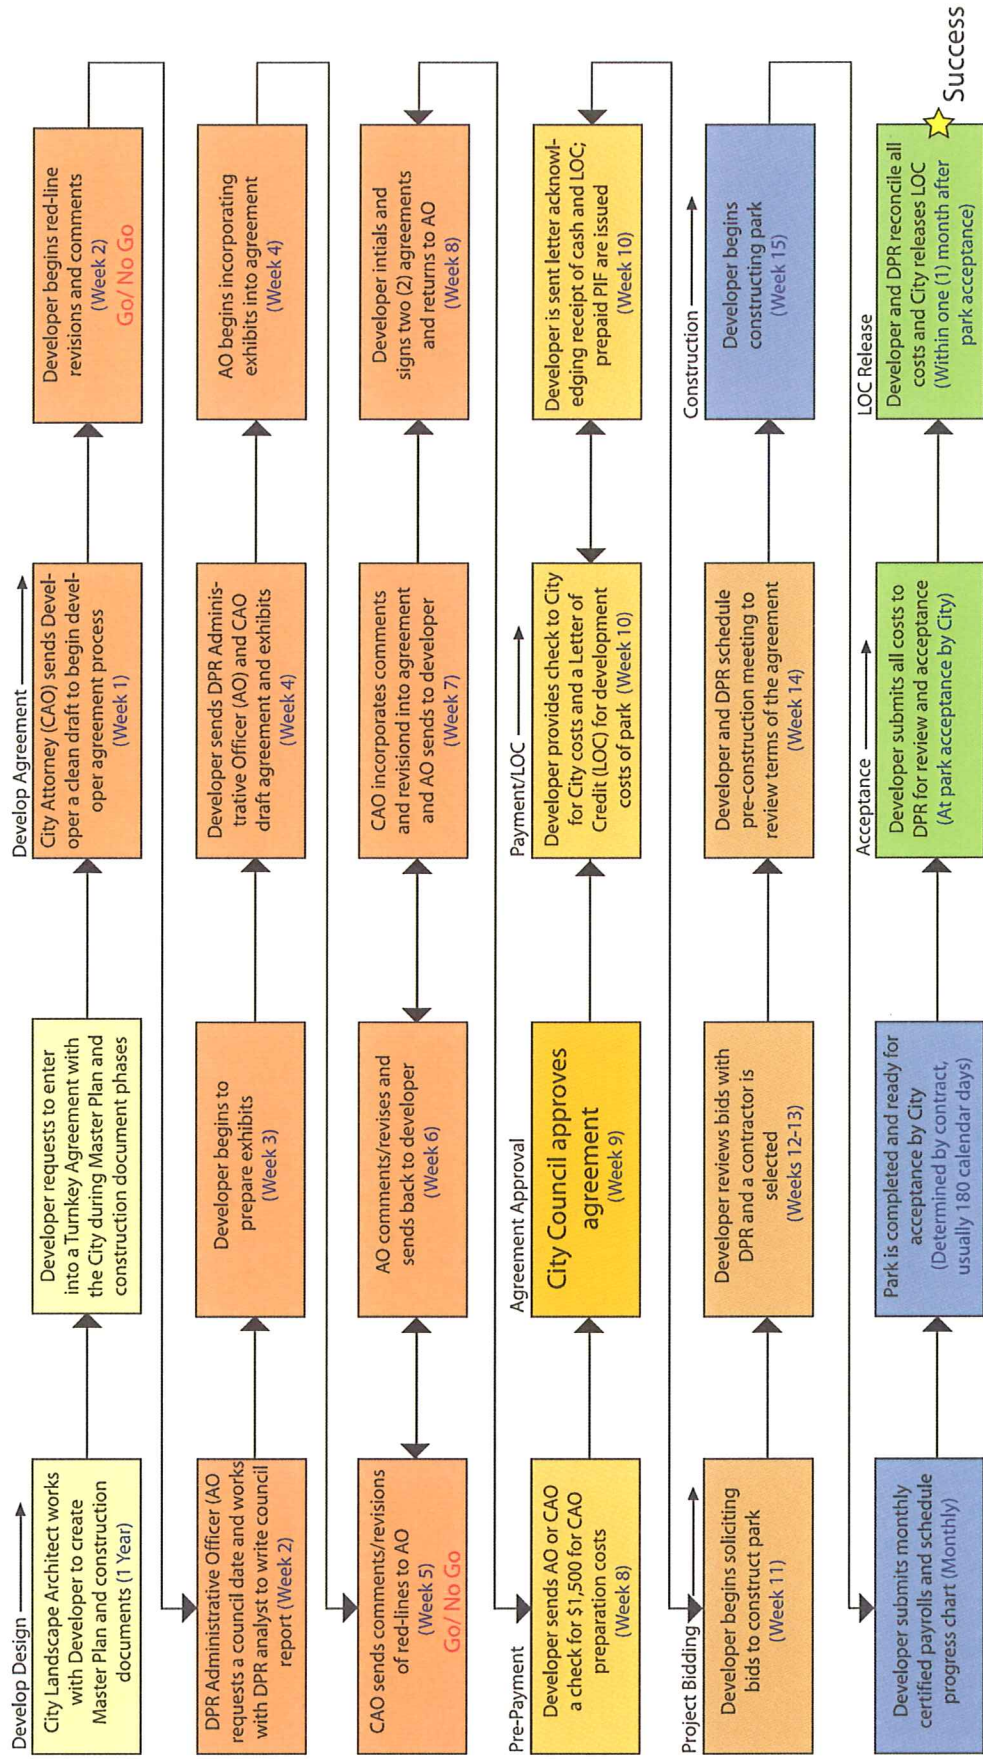 Develop Design
City Landscape Architect works
with Developer to create
Master Plan and construction
documents (1 Year)
Developer requests to enter
into a Turnkey Agreement with
the City during Master Plan and
construction document phases
Develop Agreement
City Attorney (CAO) sends Devel-
oper a clean draft to begin devel-
oper agreement process
(Week 1)
Developer begins red-line
revisions and comments
(Week 2)
Go/ No Go
DPR Administrative Officer (AO
requests a council date and works
with DPR analyst to write council
report (Week 2)
Developer begins to
prepare exhibits
(Week 3)
Developer sends DPR Adminis-
trative Officer (AO) and CAO
draft agreement and exhibits
(Week 4)
AO begins incorporating
exhibits into agreement
(Week 4)
CAO sends comments/revisions
of red-lines to AO
(Week 5)
Go/ No Go
AO comments/revises and
sends back to developer
(Week 6)
CAO incorporates comments
and revisiond into agreement
and AO sends to developer
(Week 7)
Developer intials and
signs two (2) agreements
and returns to AO
(Week 8)
Pre-Payment
Developer sends AO or CAO
a check for $1,500 for CAO
preparation costs
(Week 8)
Agreement Approval
City Council approves
agreement
(Week 9)
Payment/LOC
Developer provides check to City
for City costs and a Letter of
Credit (LOC) for development
costs of park (Week 10)
Developer is sent letter acknowl-
edging receipt of cash and LOC;
prepaid PIF are issued
(Week 10)
Project Bidding
Developer begins soliciting
bids to construct park
(Week 11)
Developer reviews bids with
DPR and a contractor is
selected
(Weeks 12-13)
Developer and DPR schedule
pre-construction meeting to
review terms of the agreement
(Week 14)
Construction
Developer begins
constructing park
(Week 15)
Developer submits monthly
certified payrolls and schedule
progress chart (Monthly)
Park is completed and ready for
acceptance by City
(Determined by contract,
usually 180 calendar days)
Acceptance
Developer submits all costs to
DPR for review and acceptance
(At park acceptance by City)
LOC Release
Developer and DPR reconcile all
costs and City releases LOC
(Within one (1) month after
park acceptance)
Success